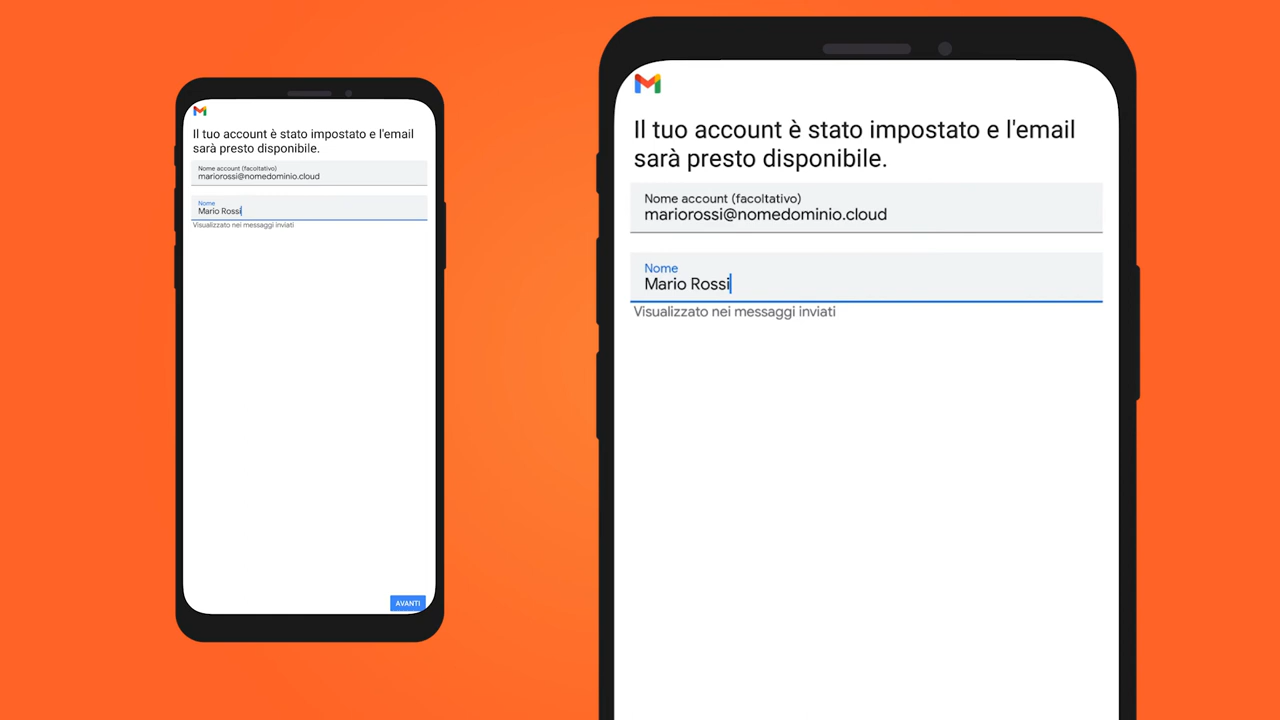 Il tuo account è stato impostato e l'email
sarà presto disponibile.
Nome account (facoltativo)
mariorossi@nomedominio.cloud
Nome
Mario Rossi
Visualizzato nei messaggi inviati
AVANTI
Il tuo account è stato impostato e l'email
sarà presto disponibile.
Nome account (facoltativo)
mariorossi@nomedominio.cloud
Nome
Mario Rossi
Visualizzato nei messaggi inviati